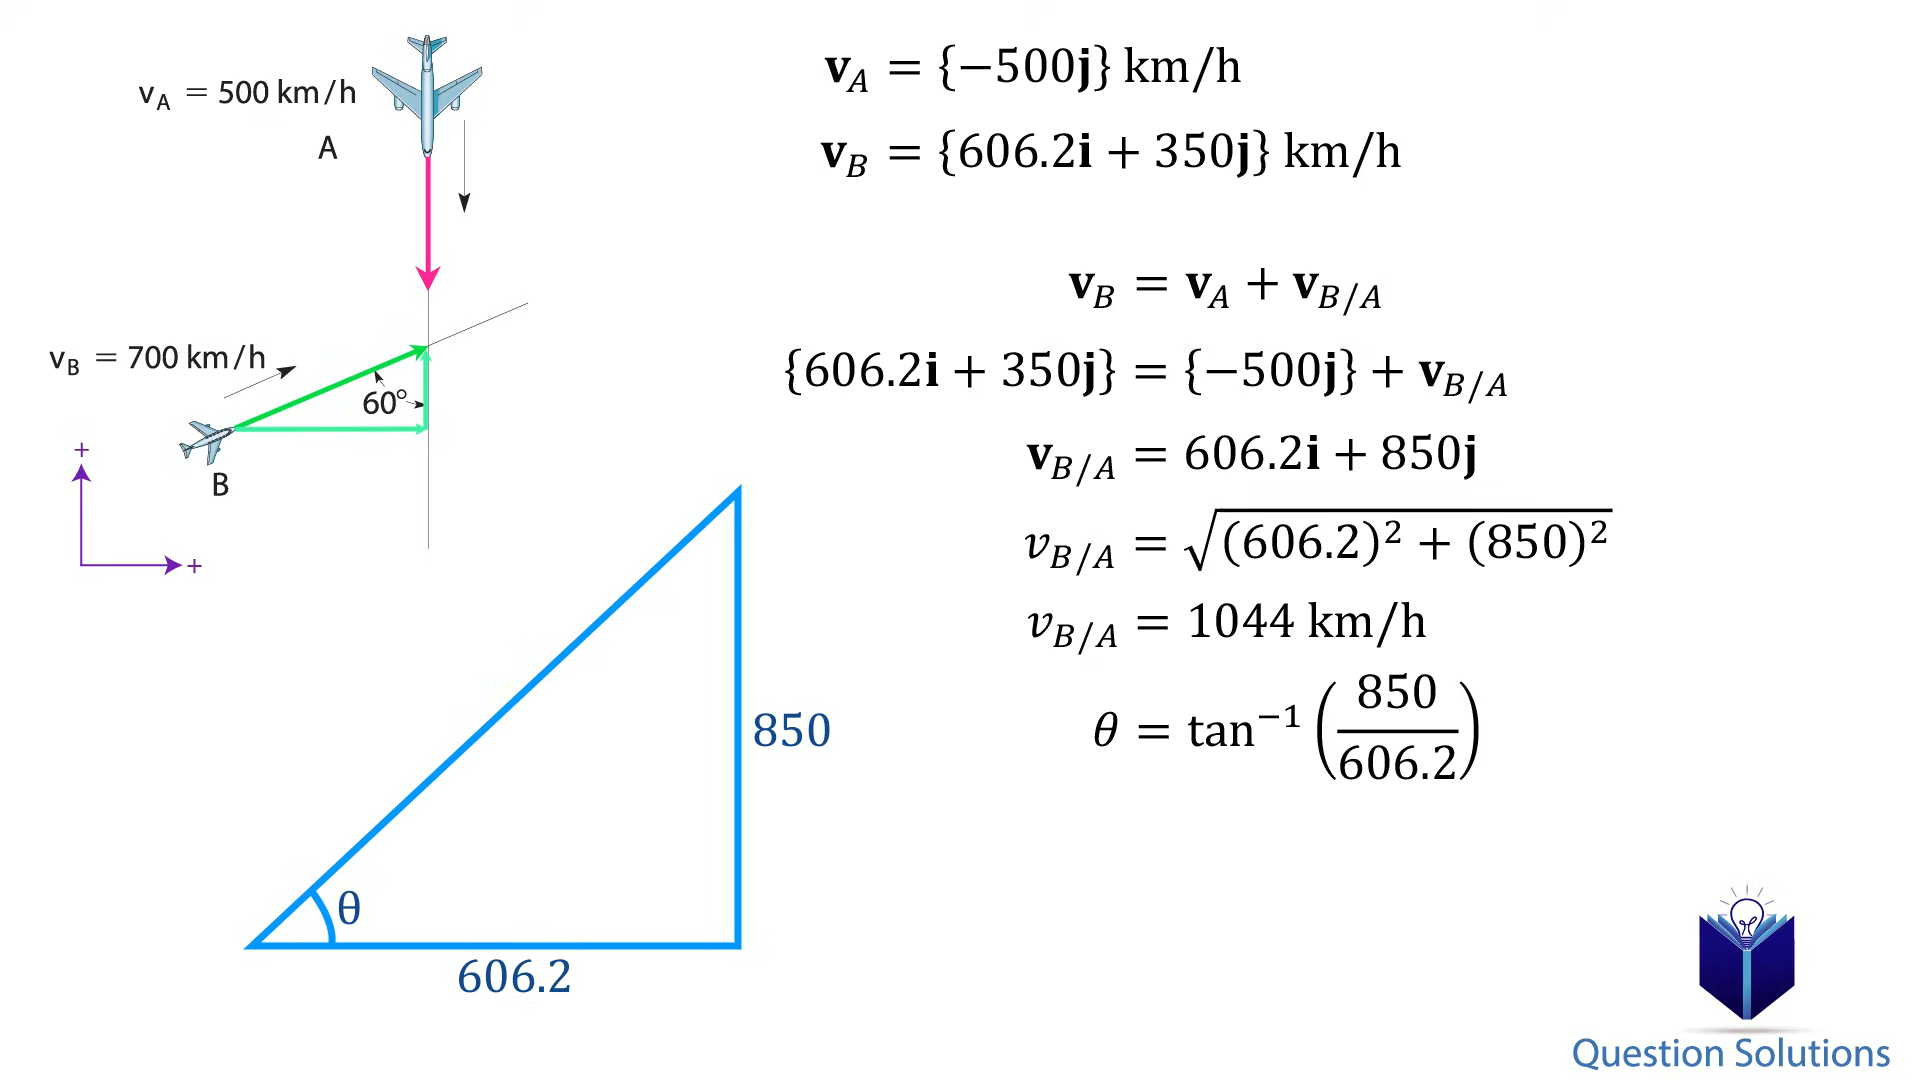 v_A = 500 km/h
A
v_B = 700 km/h
60°
B
+
+
𝐯_A = {−500𝐣} km/h
𝐯_B = {606.2𝐢 + 350𝐣} km/h
𝐯_B = 𝐯_A + 𝐯_B/A
{606.2𝐢 + 350𝐣} = {−500𝐣} + 𝐯_B/A
𝐯_B/A = 606.2𝐢 + 850𝐣
v_B/A = √(606.2)² + (850)²
v_B/A = 1044 km/h
θ = tan⁻¹ (850/606.2)
850
θ
606.2
Question Solutions